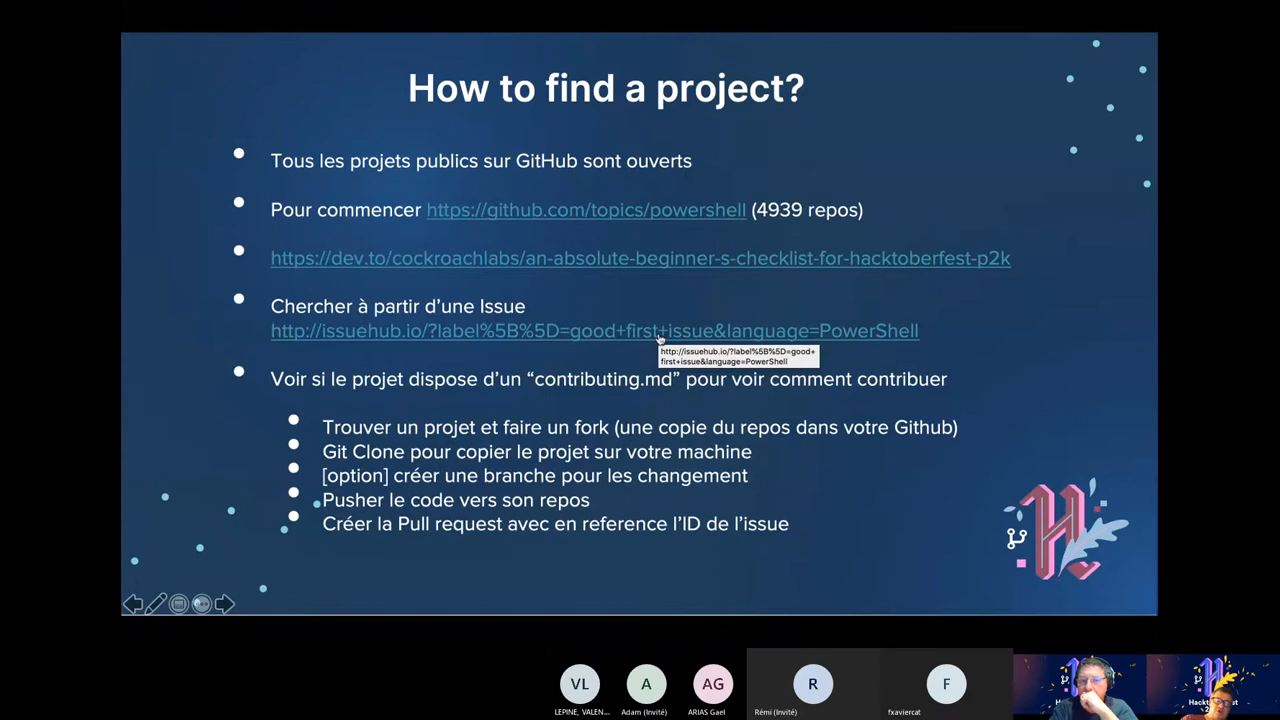 How to find a project?
Tous les projets publics sur GitHub sont ouverts
Pour commencer https://github.com/topics/powershell (4939 repos)
https://dev.to/cockroachlabs/an-absolute-beginner-s-checklist-for-hacktoberfest-p2k
Chercher à partir d’une Issue
http://issuehub.io/?label%5B%5D=good+first+issue&language=PowerShell
http://issuehub.io/?label%5B%5D=good+
first+issue&language=PowerShell
Voir si le projet dispose d’un “contributing.md” pour voir comment contribuer
Trouver un projet et faire un fork (une copie du repos dans votre Github)
Git Clone pour copier le projet sur votre machine
[option] créer une branche pour les changement
Pusher le code vers son repos
Créer la Pull request avec en reference l’ID de l’issue
H
VL
A
AG
R
F
LEPINE, VALEN...
Adam (Invité)
ARIAS Gael
Rémi (Invité)
fxaviercat